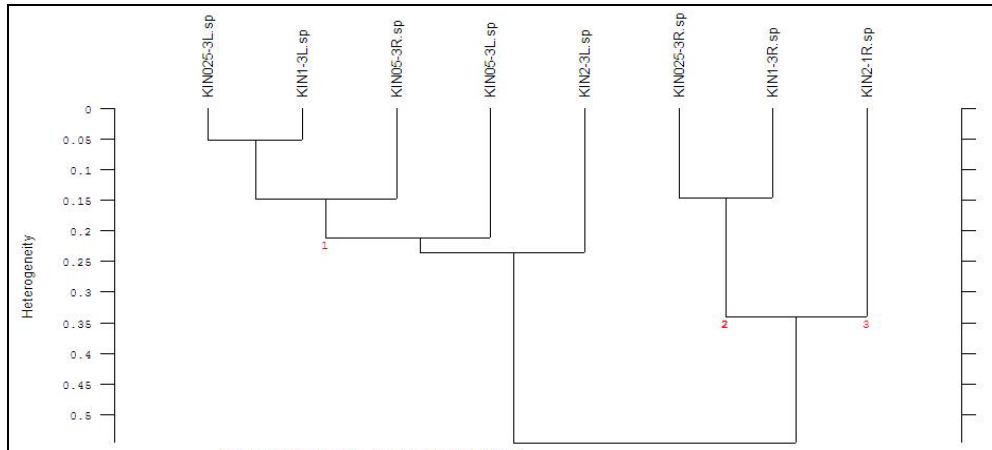 KIN025-3L.sp
KIN1-3L.sp
KIN05-3R.sp
KIN05-3L.sp
KIN2-3L.sp
KIN025-3R.sp
KIN1-3R.sp
KIN2-1R.sp
Heterogeneity
0
0.05
0.1
0.15
0.2
0.25
0.3
0.35
0.4
0.45
0.5
1
2
3